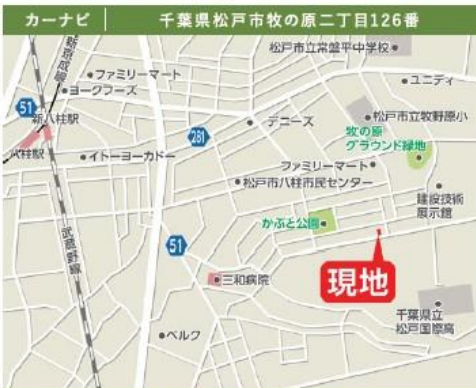 カーナビ 千葉県松戸市牧の原二丁目126番
松戸市立常盤平中学校
新京成線
ファミリーマート
ヨークフーズ
ユニディ
51
新八柱駅
281
デニーズ
松戸市立牧野原小
牧の原
グラウンド緑地
八柱駅
イトーヨーカドー
ファミリーマート
松戸市八柱市民センター
建設技術
展示館
かぶと公園
武蔵野線
51
三和病院
現地
千葉県立
松戸国際高
ベルク